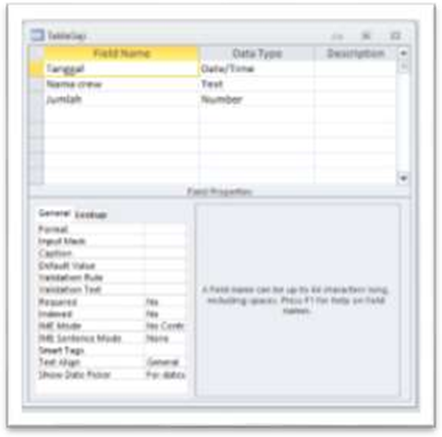 TableGaji
Field Name Data Type Description
Tanggal Date/Time
Nama crew Text
Jumlah Number
Field Properties
General Lookup
Format
Input Mask
Caption
Default Value
Validation Rule
Validation Text
Required No
Indexed No
IME Mode No Contr
IME Sentence Mode None
Smart Tags
Text Align General
Show Date Picker For dates
A field name can be up to 64 characters long,
including spaces. Press F1 for help on field
names.